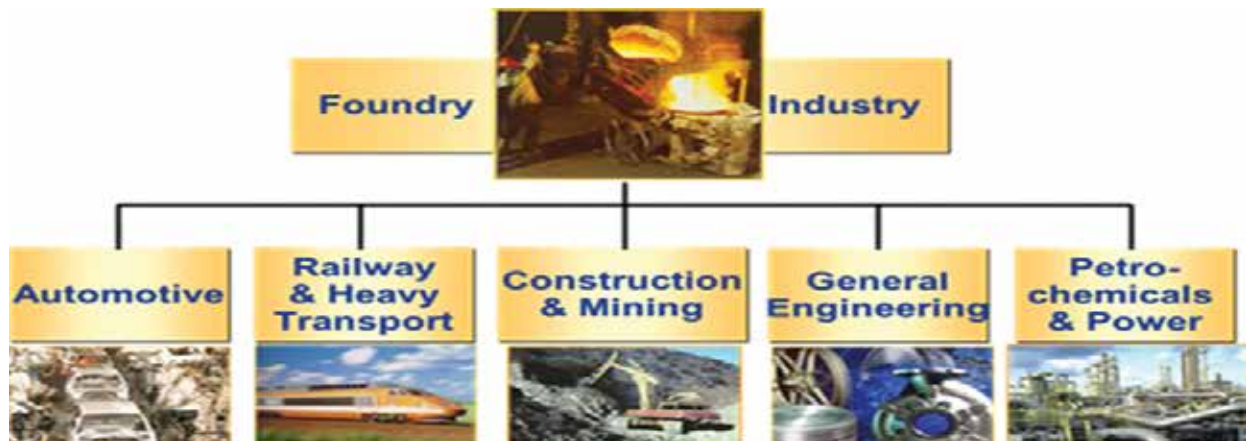 Foundry Industry
Automotive
Railway
& Heavy
Transport
Construction
& Mining
General
Engineering
Petro-
chemicals
& Power